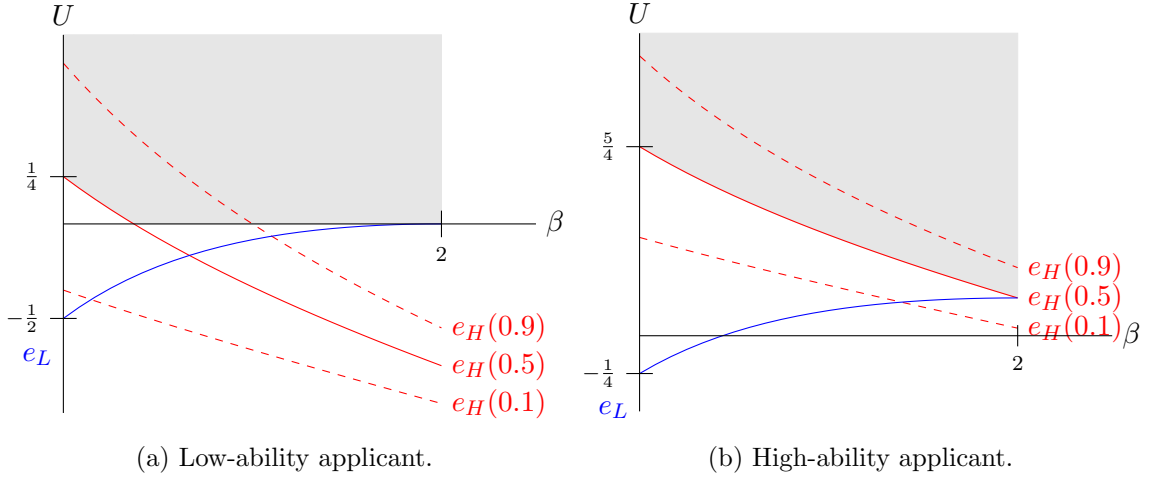 U
1/4
β
2
−1/2
e_L
e_H(0.9)
e_H(0.5)
e_H(0.1)
(a) Low-ability applicant.
U
5/4
e_H(0.9)
e_H(0.5)
e_H(0.1)
β
2
−1/4
e_L
(b) High-ability applicant.